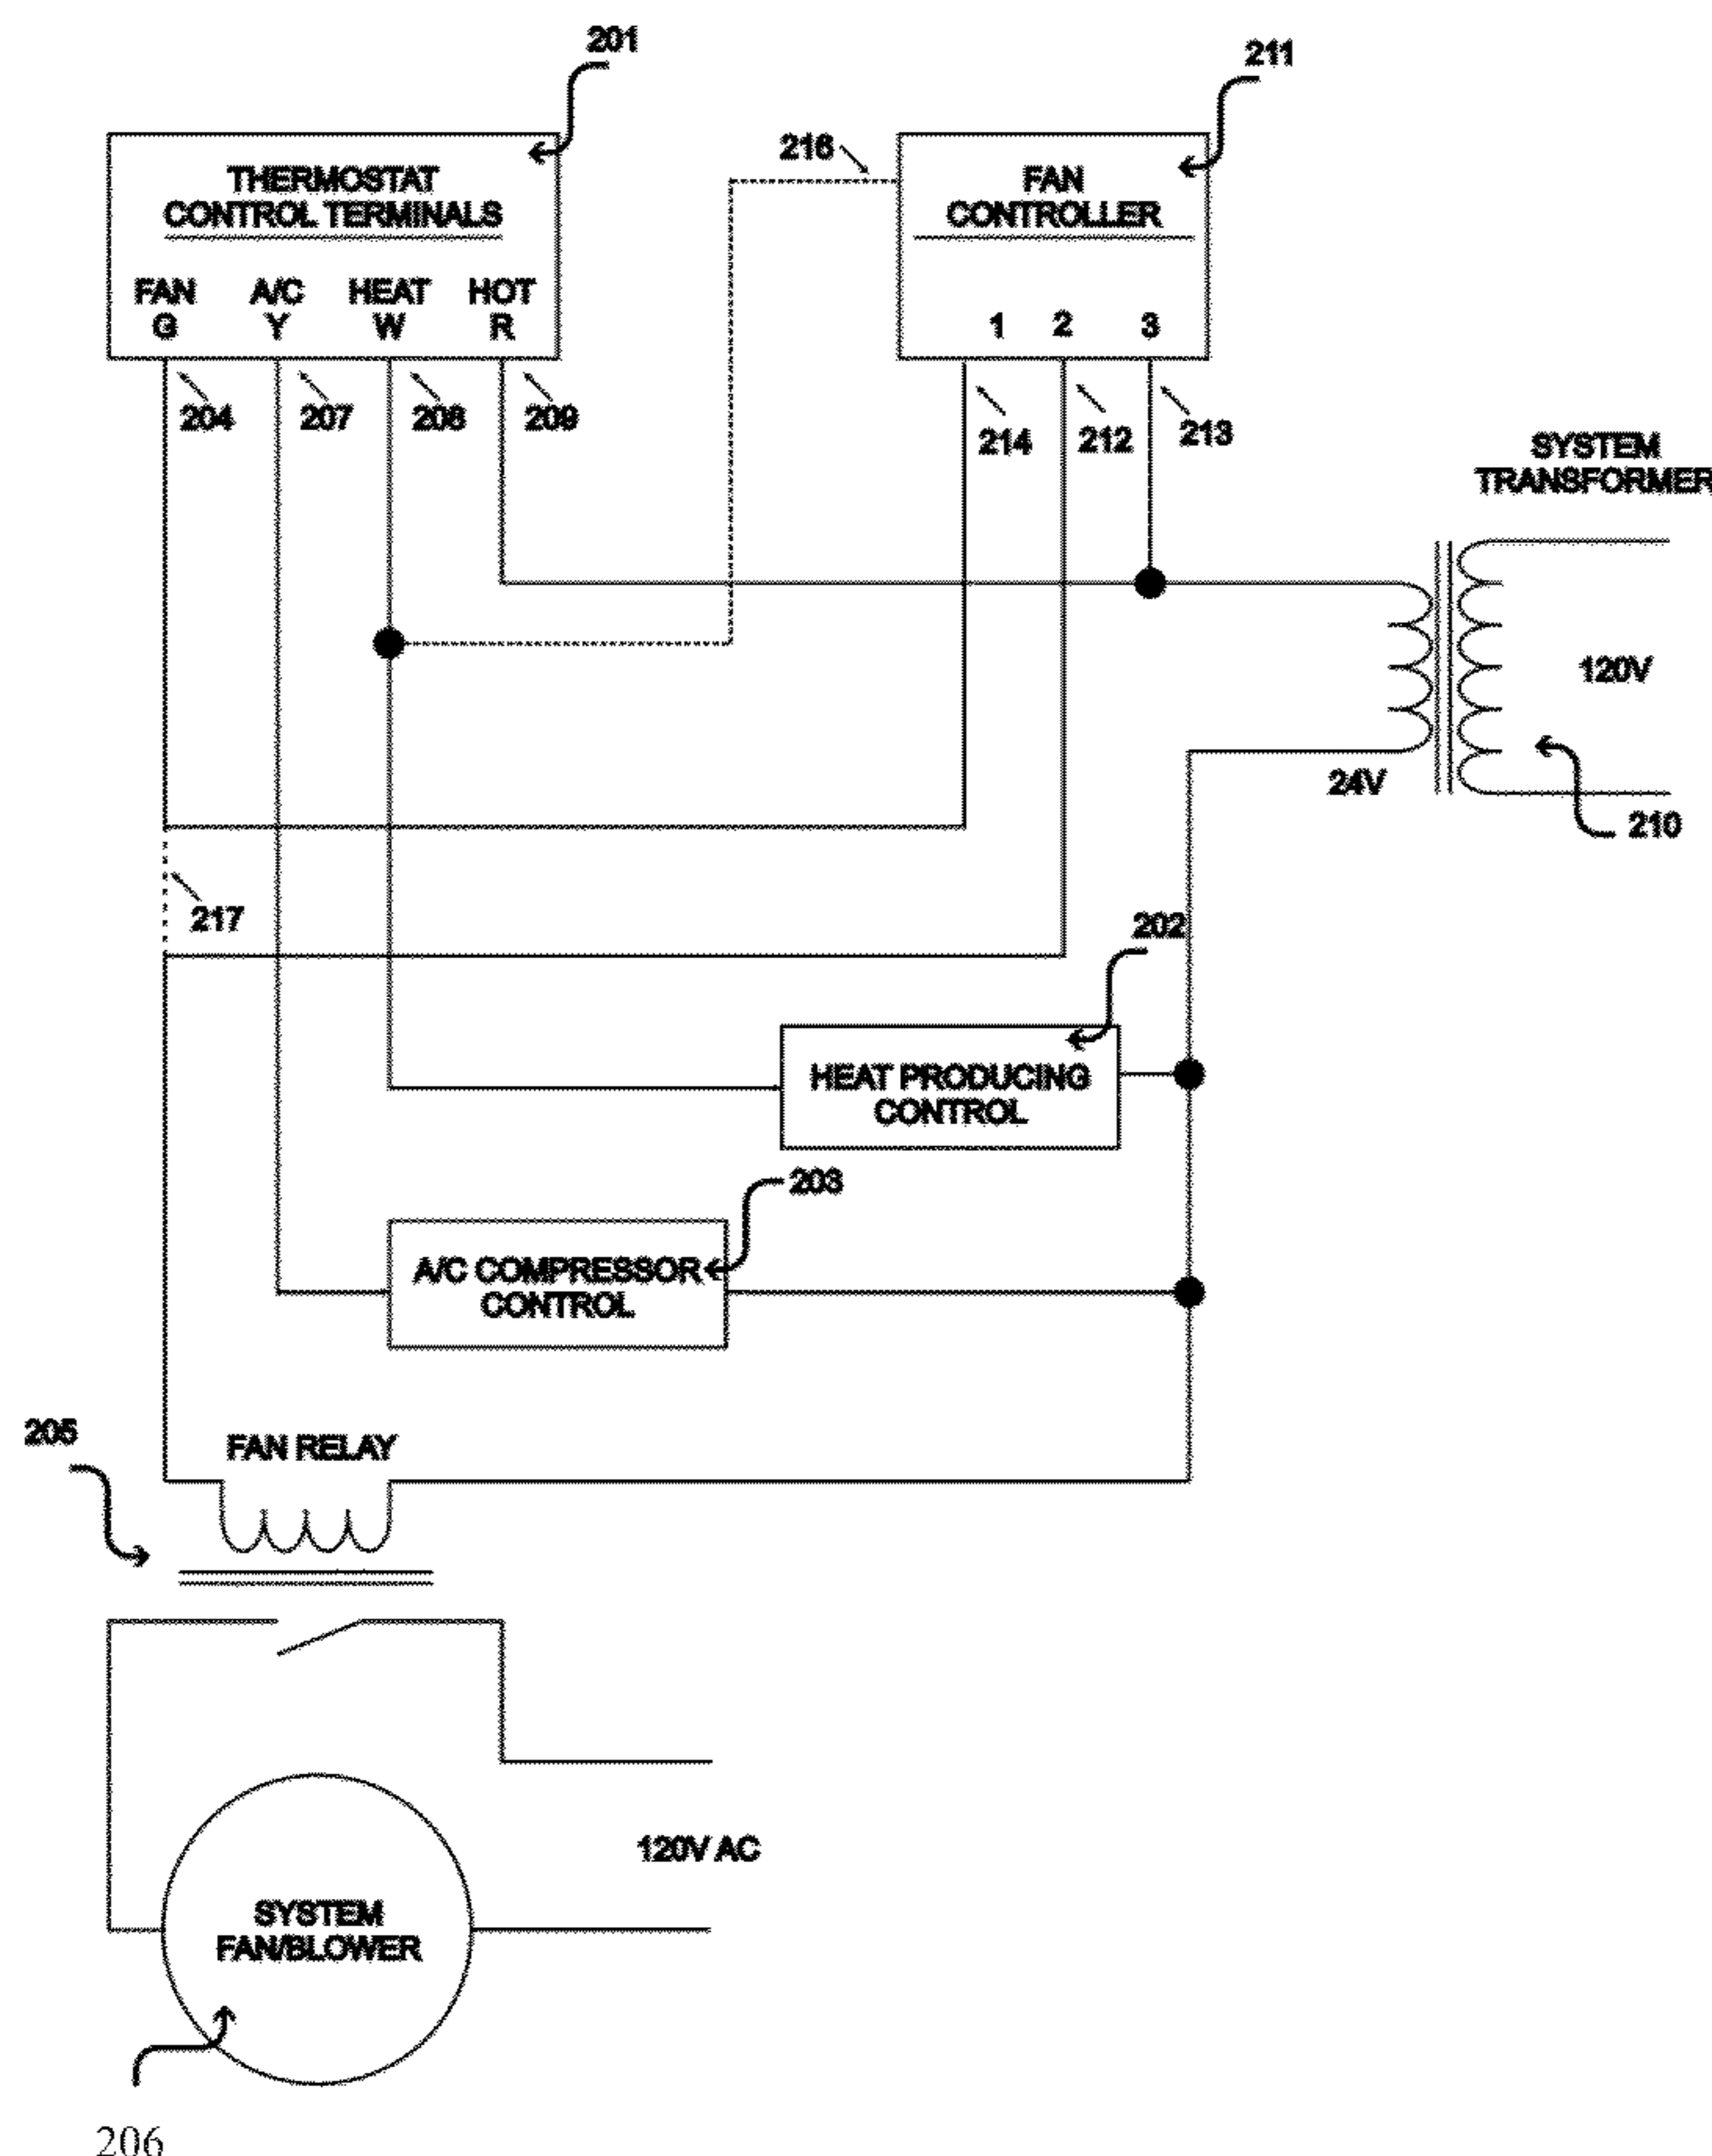 201
211
216
THERMOSTAT
CONTROL TERMINALS
FAN
CONTROLLER
FAN A/C HEAT HOT
G Y W R
1 2 3
204 207 208 209
214 212 213
SYSTEM
TRANSFORMER
120V
24V
210
217
202
HEAT PRODUCING
CONTROL
203
A/C COMPRESSOR
CONTROL
205
FAN RELAY
120V AC
SYSTEM
FAN/BLOWER
206